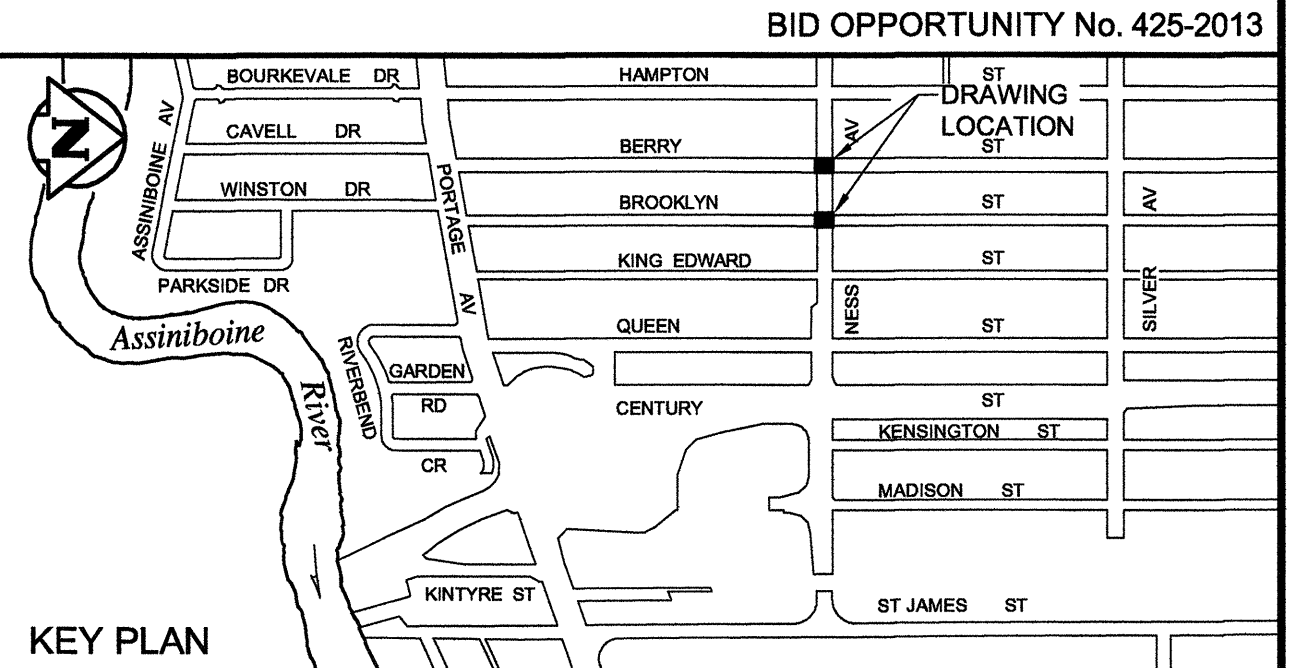 BID OPPORTUNITY No. 425-2013
BOURKEVALE DR
HAMPTON ST
DRAWING
LOCATION
N
ASSINIBOINE AV
CAVELL DR
BERRY ST
AV
WINSTON DR
PORTAGE AV
BROOKLYN ST
SILVER AV
KING EDWARD ST
PARKSIDE DR
NESS
QUEEN ST
Assiniboine
River
RIVERBEND
GARDEN
RD
CR
CENTURY ST
KENSINGTON ST
MADISON ST
KINTYRE ST
ST JAMES ST
KEY PLAN